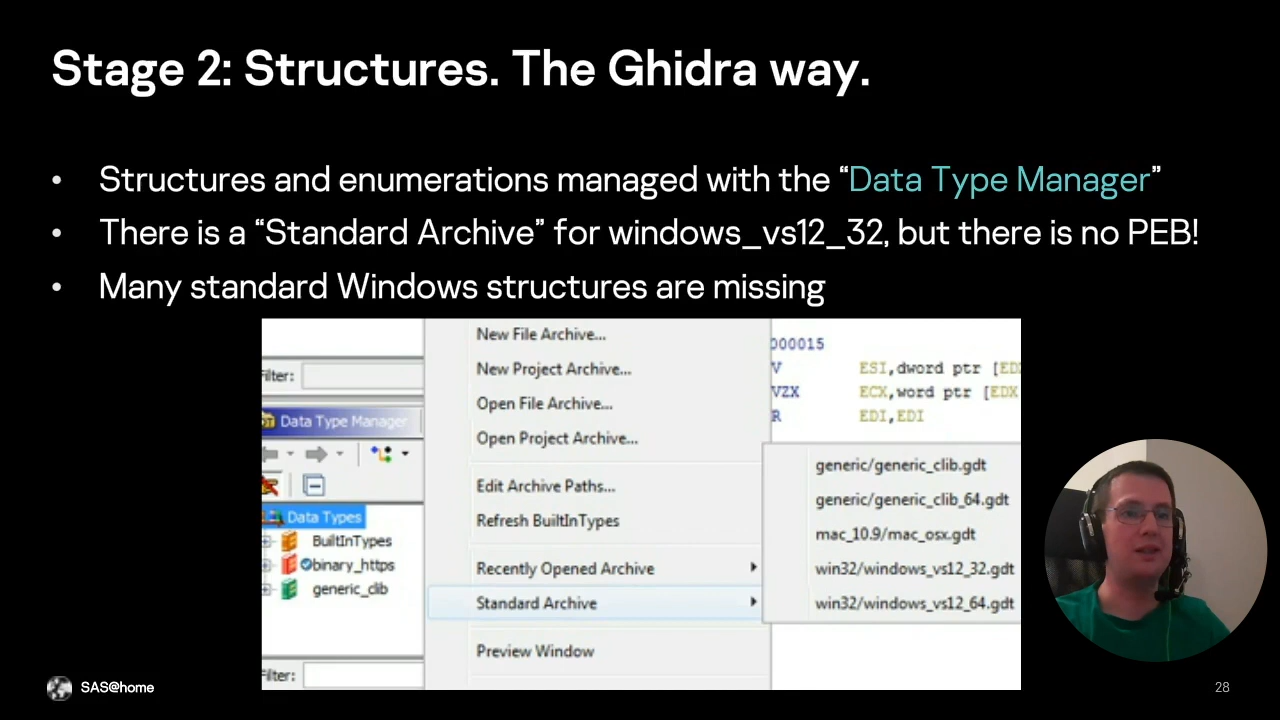 Stage 2: Structures. The Ghidra way.
• Structures and enumerations managed with the “Data Type Manager”
• There is a “Standard Archive” for windows_vs12_32, but there is no PEB!
• Many standard Windows structures are missing
Filter:
Data Type Manager
Data Types
BuiltInTypes
binary_https
generic_clib
Filter:
New File Archive...
New Project Archive...
Open File Archive...
Open Project Archive...
Edit Archive Paths...
Refresh BuiltInTypes
Recently Opened Archive
Standard Archive
Preview Window
000015
V ESI,dword ptr [ED
VZX ECX,word ptr [EDX
R EDI,EDI
generic/generic_clib.gdt
generic/generic_clib_64.gdt
mac_10.9/mac_osx.gdt
win32/windows_vs12_32.gdt
win32/windows_vs12_64.gdt
SAS@home
28